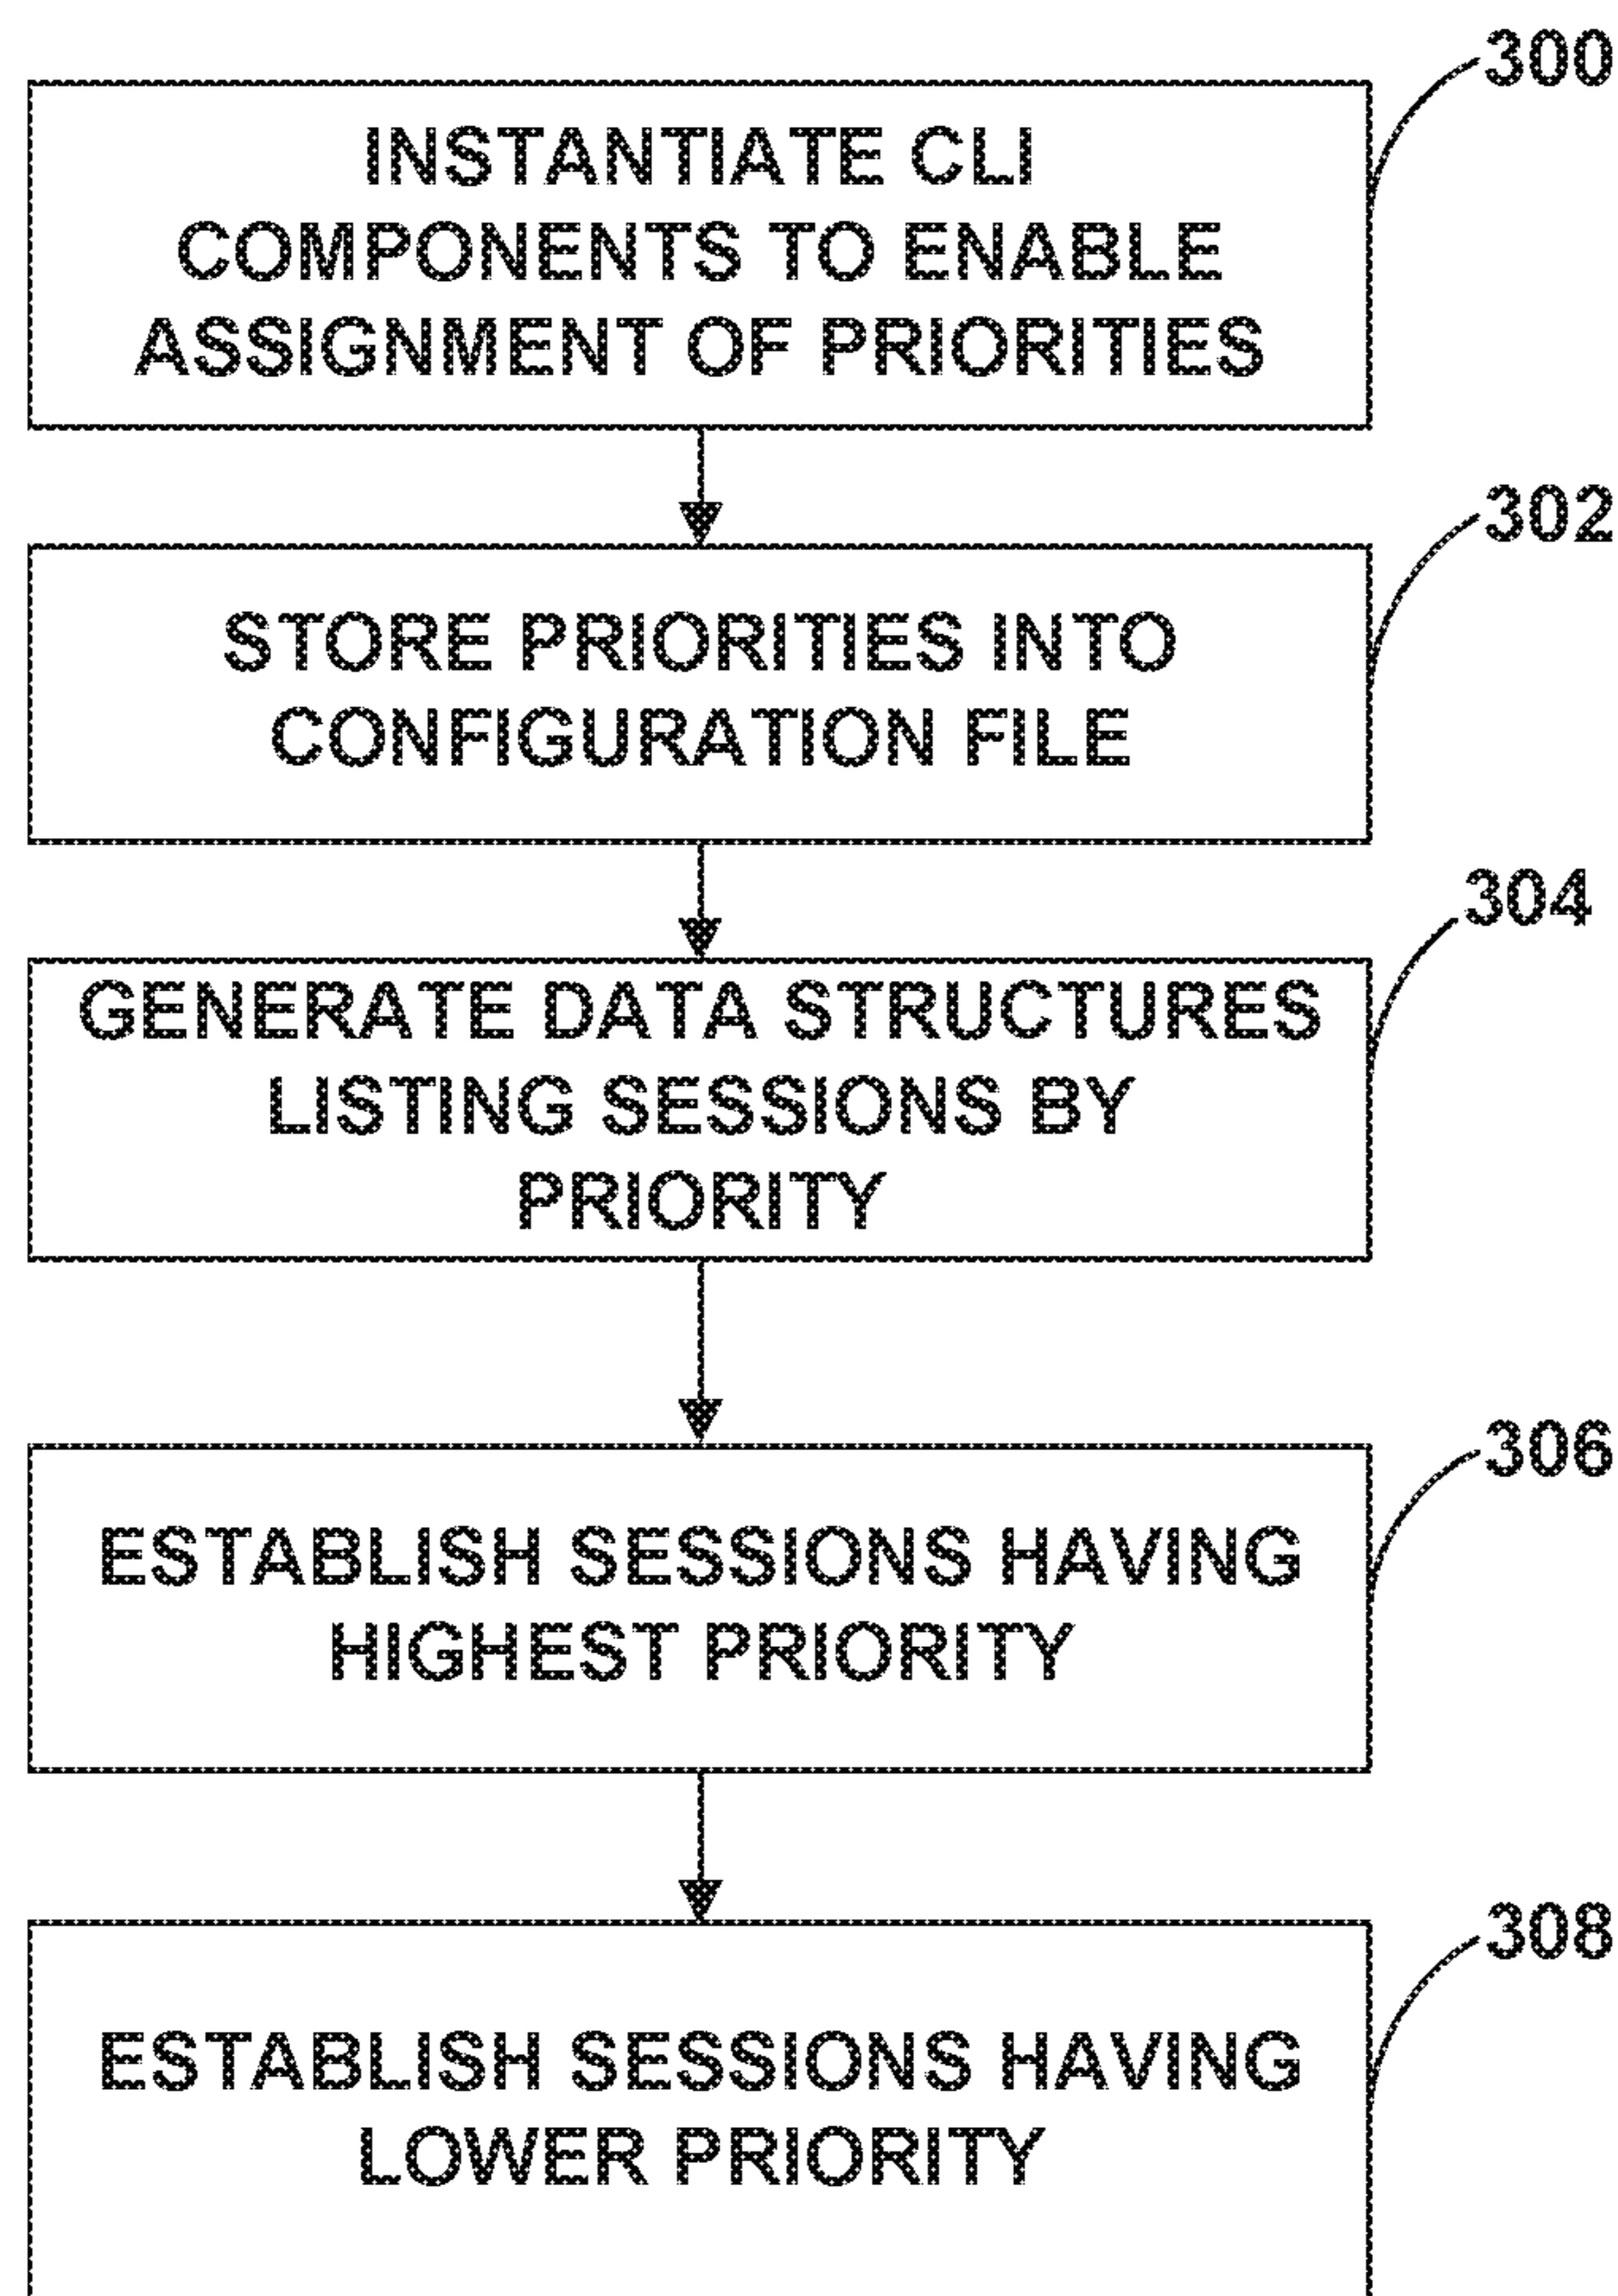 300
INSTANTIATE CLI
COMPONENTS TO ENABLE
ASSIGNMENT OF PRIORITIES
302
STORE PRIORITIES INTO
CONFIGURATION FILE
304
GENERATE DATA STRUCTURES
LISTING SESSIONS BY
PRIORITY
306
ESTABLISH SESSIONS HAVING
HIGHEST PRIORITY
308
ESTABLISH SESSIONS HAVING
LOWER PRIORITY